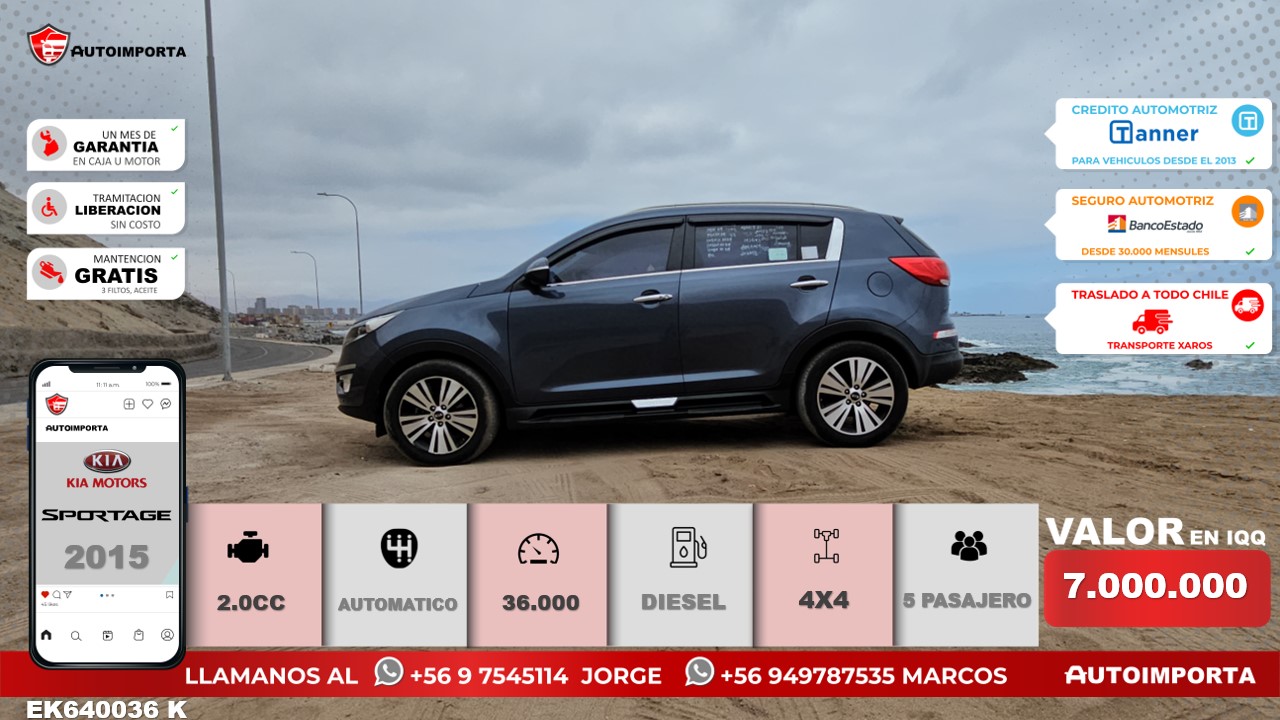 AUTOIMPORTA
UN MES DE
GARANTIA
EN CAJA U MOTOR
TRAMITACION
LIBERACION
SIN COSTO
MANTENCION
GRATIS
3 FILTOS, ACEITE
CREDITO AUTOMOTRIZ
Tanner
PARA VEHICULOS DESDE EL 2013
SEGURO AUTOMOTRIZ
BancoEstado
DESDE 30.000 MENSULES
TRASLADO A TODO CHILE
TRANSPORTE XAROS
11:11 a.m.
100%
AUTOIMPORTA
KIA
KIA MOTORS
SPORTAGE
2015
2.0CC
AUTOMATICO
36.000
DIESEL
4X4
5 PASAJERO
VALOR EN IQQ
7.000.000
LLAMANOS AL +56 9 7545114 JORGE +56 949787535 MARCOS
AUTOIMPORTA
EK640036 K